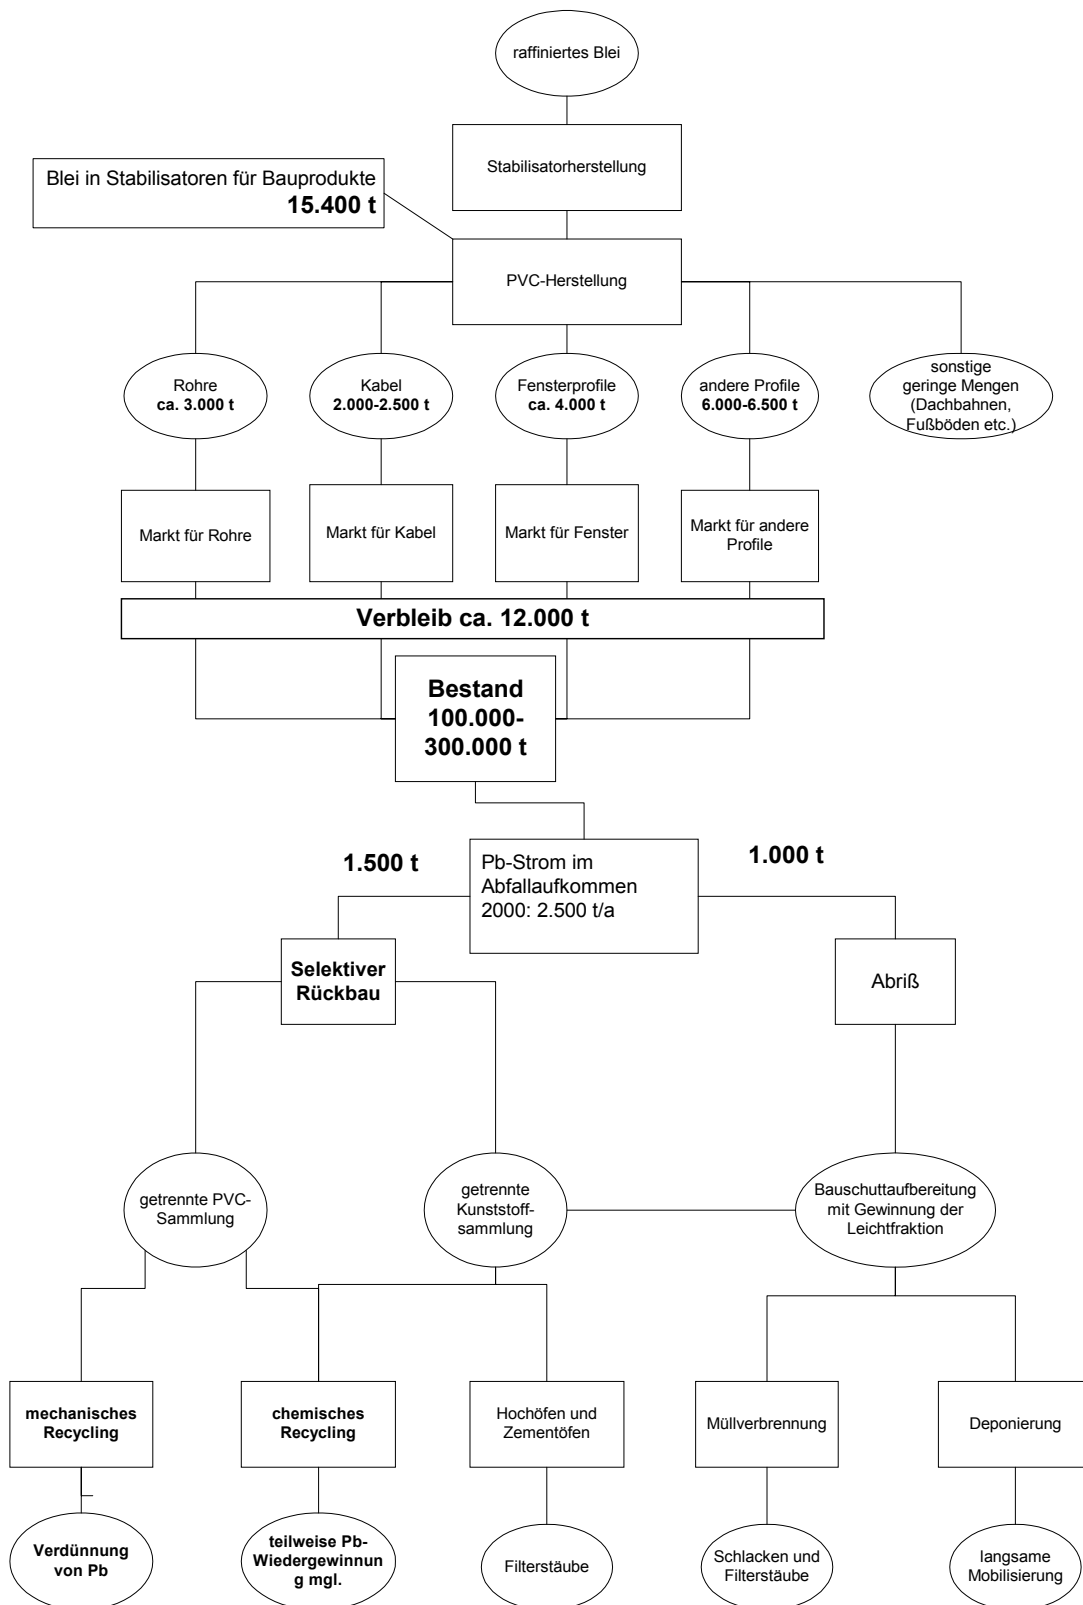 raffiniertes Blei
Stabilisatorherstellung
Blei in Stabilisatoren für Bauprodukte
15.400 t
PVC-Herstellung
Rohre
ca. 3.000 t
Kabel
2.000-2.500 t
Fensterprofile
ca. 4.000 t
andere Profile
6.000-6.500 t
sonstige
geringe Mengen
(Dachbahnen,
Fußböden etc.)
Markt für Rohre
Markt für Kabel
Markt für Fenster
Markt für andere
Profile
Verbleib ca. 12.000 t
Bestand
100.000-
300.000 t
1.500 t
Pb-Strom im
Abfallaufkommen
2000: 2.500 t/a
1.000 t
Selektiver
Rückbau
Abriß
getrennte PVC-
Sammlung
getrennte
Kunststoff-
sammlung
Bauschuttaufbereitung
mit Gewinnung der
Leichtfraktion
mechanisches
Recycling
chemisches
Recycling
Hochöfen und
Zementöfen
Müllverbrennung
Deponierung
Verdünnung
von Pb
teilweise Pb-
Wiedergewinnun
g mgl.
Filterstäube
Schlacken und
Filterstäube
langsame
Mobilisierung